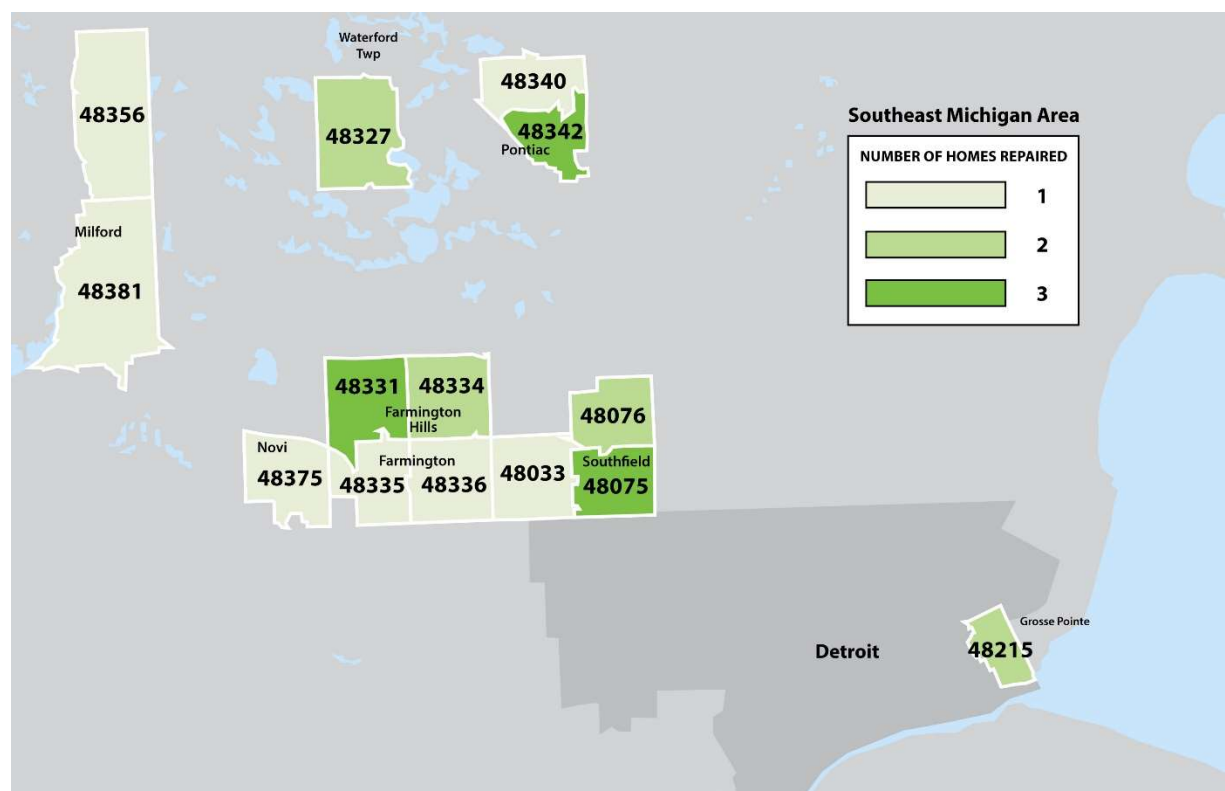 Waterford
Twp
48340
48356
48327
48342
Pontiac
Milford
48381
Southeast Michigan Area
NUMBER OF HOMES REPAIRED
1
2
3
48331
48334
Farmington
Hills
48076
Novi
Farmington
Southfield
48375
48335
48336
48033
48075
Grosse Pointe
Detroit
48215